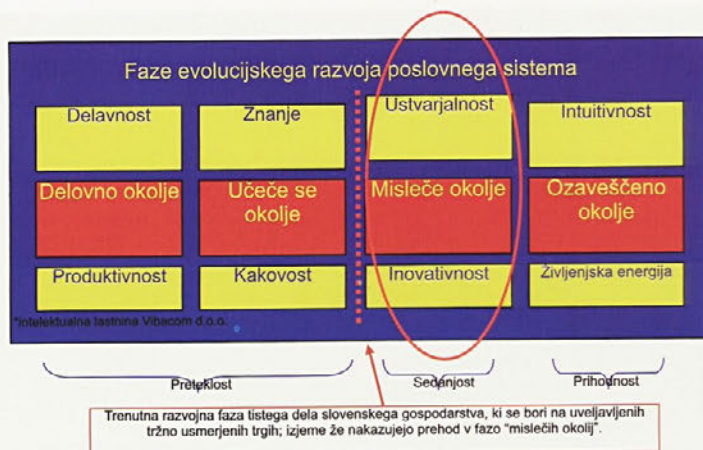 Faze evolucijskega razvoja poslovnega sistema
Delavnost
Znanje
Ustvarjalnost
Intuitivnost
Delovno okolje
Učeče se
okolje
Misleče okolje
Ozaveščeno
okolje
Produktivnost
Kakovost
Inovativnost
Življenjska energija
*intelektualna lastnina Vibacom d.o.o.
Preteklost
Sedanjost
Prihodnost
Trenutna razvojna faza tistega dela slovenskega gospodarstva, ki se bori na uveljavljenih
tržno usmerjenih trgih; izjeme že nakazujejo prehod v fazo "mislečih okolij".